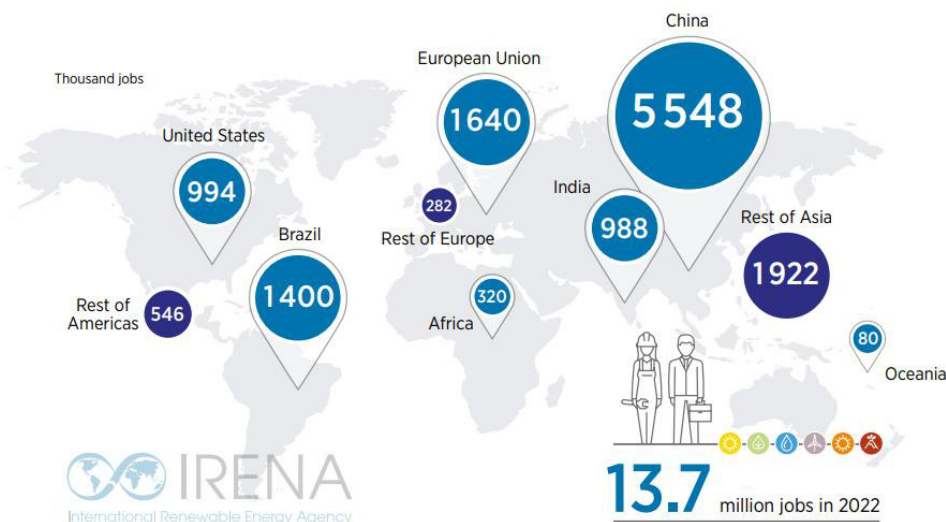 China
European Union
Thousand jobs
5 548
1640
United States
994
India
282
Rest of Europe
988
Rest of Asia
Brazil
1922
1400
320
Rest of
Americas
546
Africa
80
Oceania
IRENA
International Renewable Energy Agency
13.7 million jobs in 2022